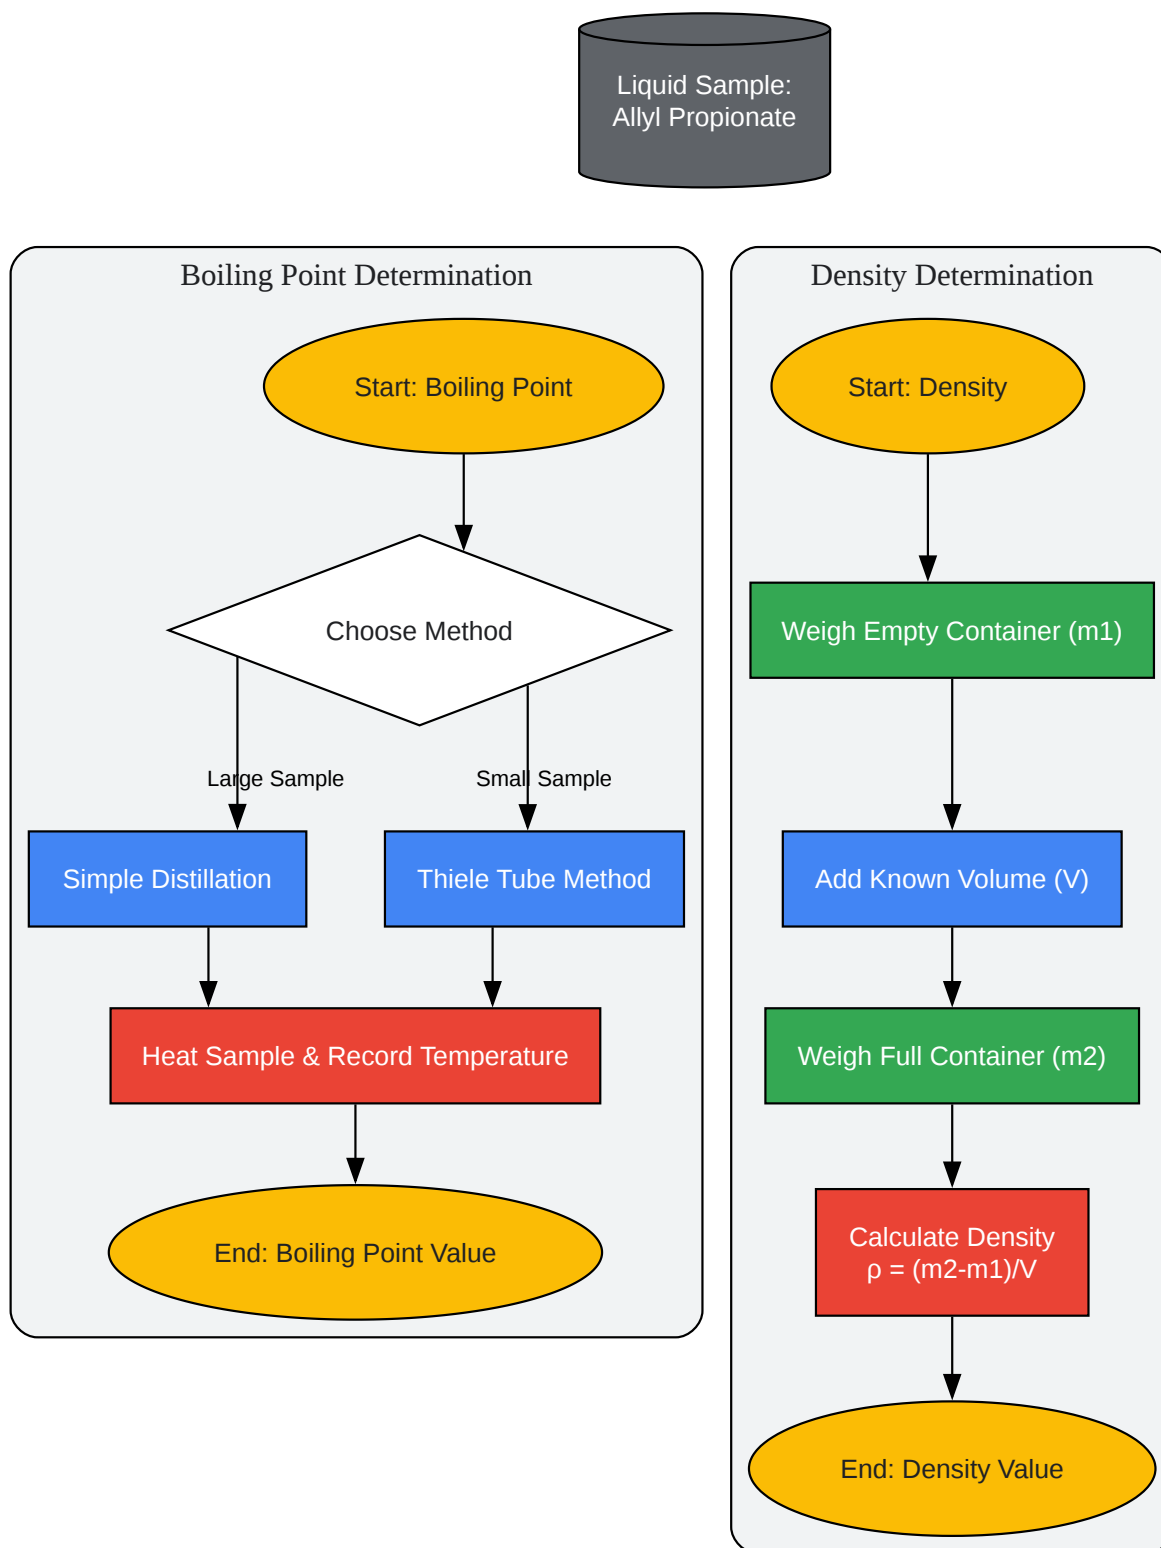 Liquid Sample:
Allyl Propionate
Boiling Point Determination
Start: Boiling Point
Choose Method
Large Sample
Small Sample
Simple Distillation
Thiele Tube Method
Heat Sample & Record Temperature
End: Boiling Point Value
Density Determination
Start: Density
Weigh Empty Container (m1)
Add Known Volume (V)
Weigh Full Container (m2)
Calculate Density
ρ = (m2-m1)/V
End: Density Value